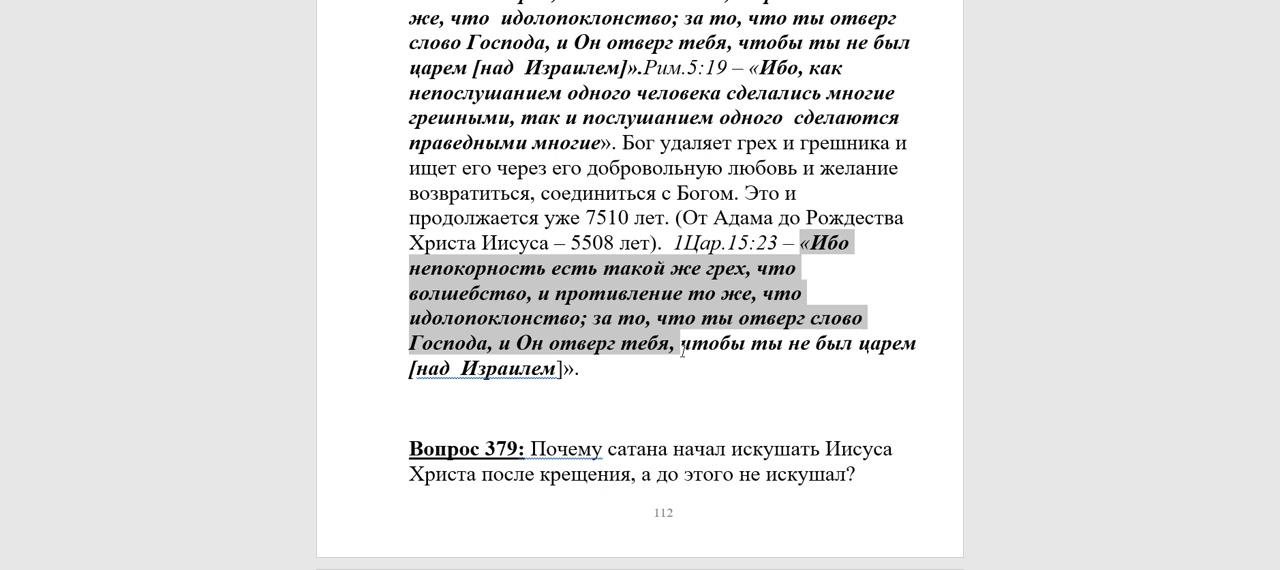 же, что идолопоклонство; за то, что ты отверг
слово Господа, и Он отверг тебя, чтобы ты не был
царем [над Израилем]».Рим.5:19 – «Ибо, как
непослушанием одного человека сделались многие
грешными, так и послушанием одного сделаются
праведными многие». Бог удаляет грех и грешника и
ищет его через его добровольную любовь и желание
возвратиться, соединиться с Богом. Это и
продолжается уже 7510 лет. (От Адама до Рождества
Христа Иисуса – 5508 лет). 1Цар.15:23 – «Ибо
непокорность есть такой же грех, что
волшебство, и противление то же, что
идолопоклонство; за то, что ты отверг слово
Господа, и Он отверг тебя, чтобы ты не был царем
[над Израилем]».
Вопрос 379: Почему сатана начал искушать Иисуса
Христа после крещения, а до этого не искушал?
112